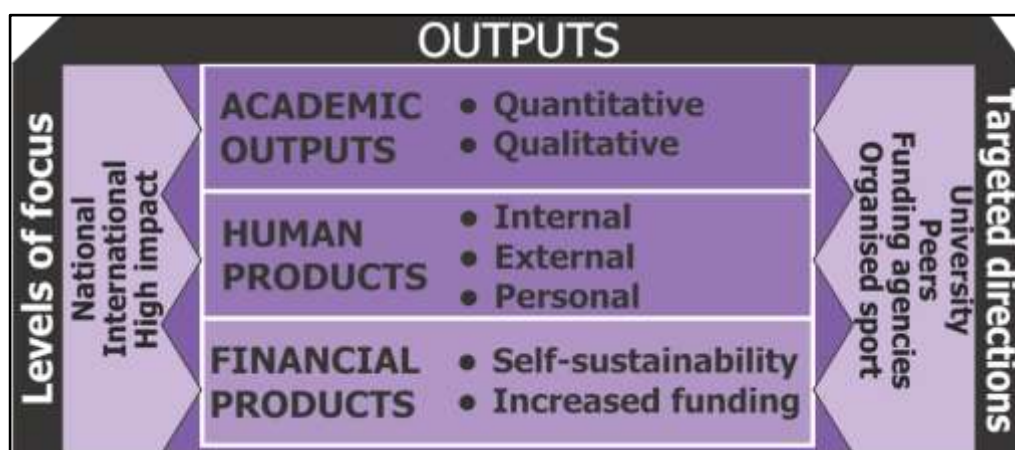 OUTPUTS
Levels of focus
National
International
High impact
ACADEMIC
OUTPUTS
• Quantitative
• Qualitative
HUMAN
PRODUCTS
• Internal
• External
• Personal
FINANCIAL
PRODUCTS
• Self-sustainability
• Increased funding
University
Peers
Funding agencies
Organised sport
Targeted directions